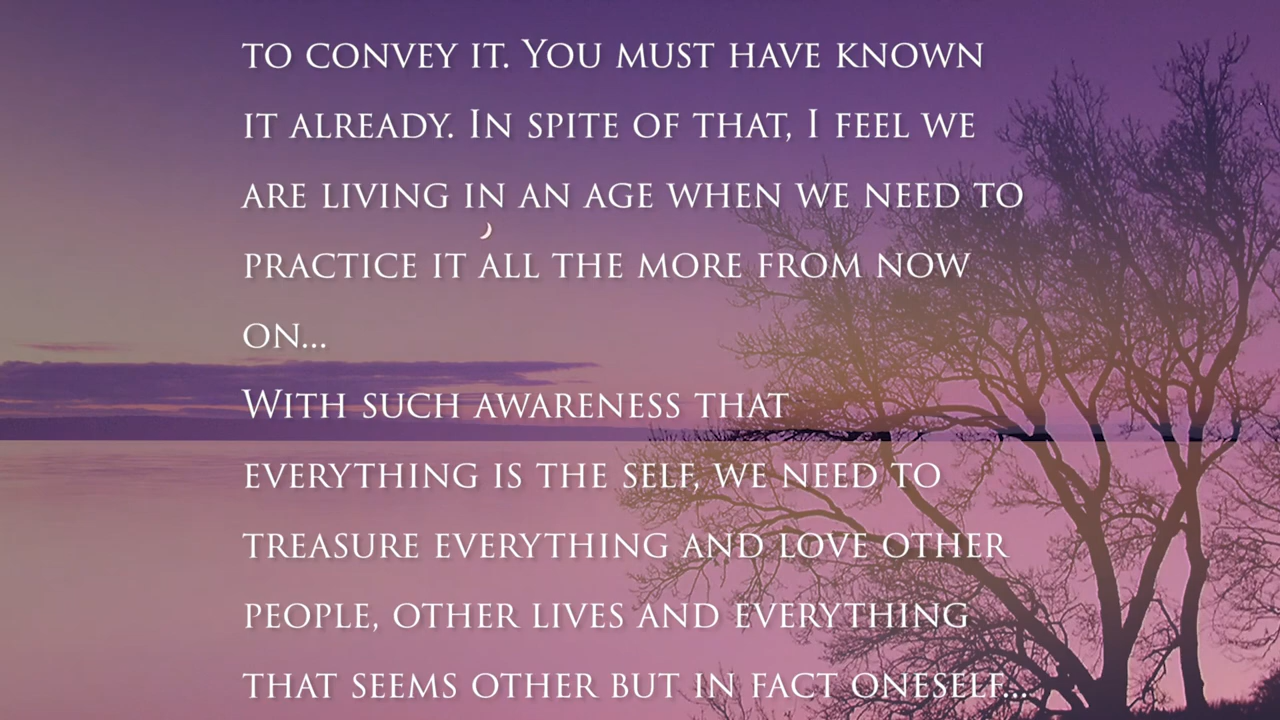 to convey it. You must have known
it already. In spite of that, I feel we
are living in an age when we need to
practice it all the more from now
on...
With such awareness that
everything is the self, we need to
treasure everything and love other
people, other lives and everything
that seems other but in fact oneself...